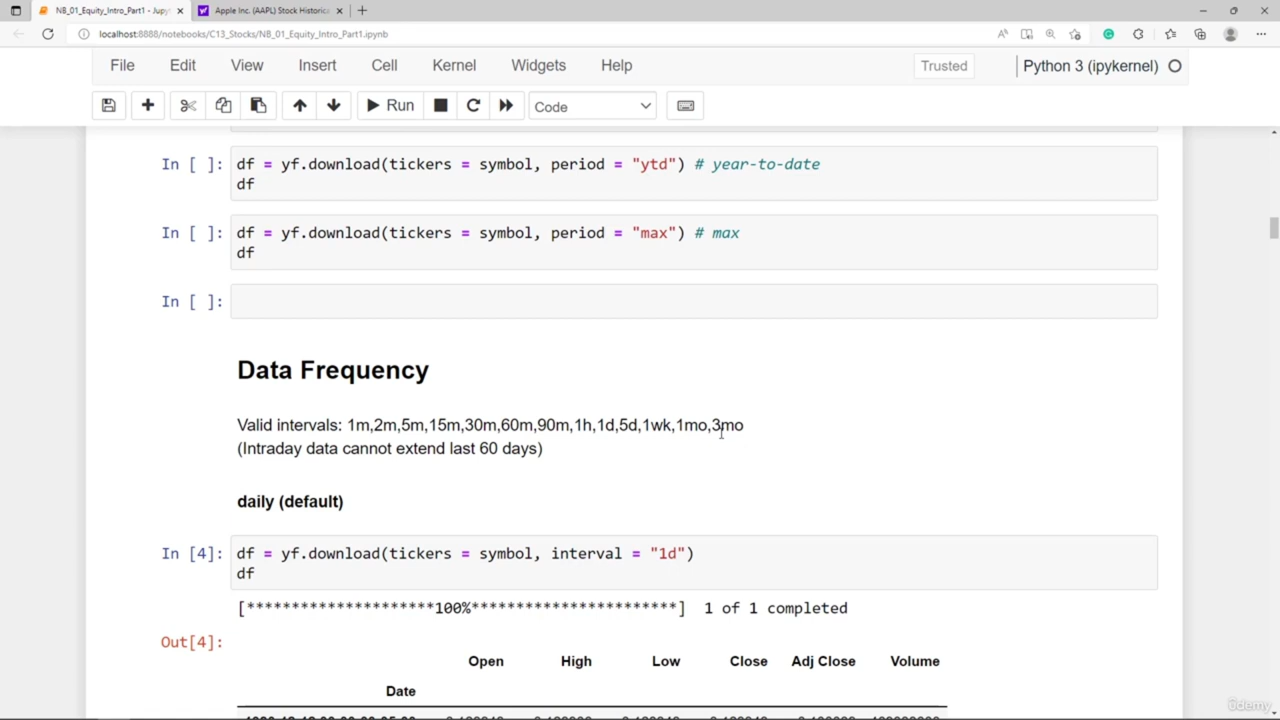 NB_01_Equity_Intro_Part1 - Jupy
Apple Inc. (AAPL) Stock Historica
localhost:8888/notebooks/C13_Stocks/NB_01_Equity_Intro_Part1.ipynb
File Edit View Insert Cell Kernel Widgets Help Trusted Python 3 (ipykernel)
Run Code
In [ ]: df = yf.download(tickers = symbol, period = "ytd") # year-to-date
df
In [ ]: df = yf.download(tickers = symbol, period = "max") # max
df
In [ ]:
Data Frequency
Valid intervals: 1m,2m,5m,15m,30m,60m,90m,1h,1d,5d,1wk,1mo,3mo
(Intraday data cannot extend last 60 days)
daily (default)
In [4]: df = yf.download(tickers = symbol, interval = "1d")
df
[*********************100%***********************] 1 of 1 completed
Out[4]:
Open High Low Close Adj Close Volume
Date
ûdemy